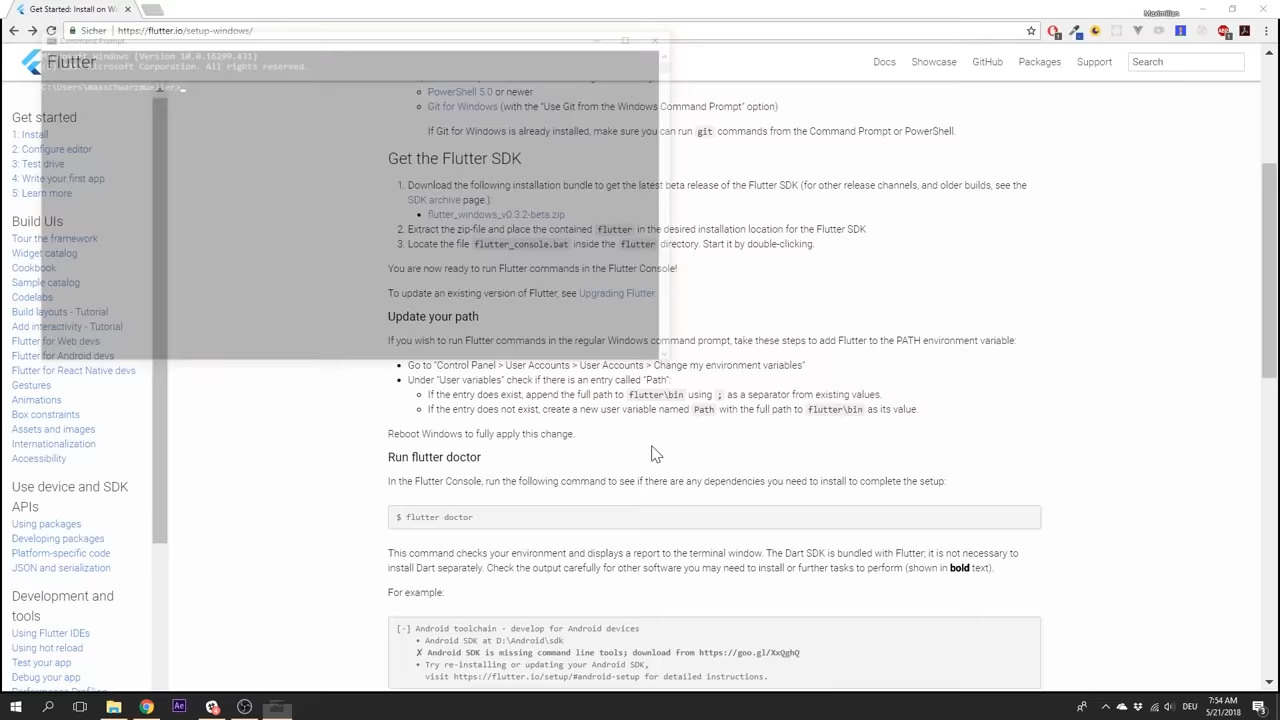 Get Started: Install on W
Maximilian
Sicher
https://flutter.io/setup-windows/
Command Prompt
Microsoft Windows [Version 10.0.16299.431]
Microsoft Corporation. All rights reserved.
C:\Users\maxschwarzmueller>
Flutter
Docs
Showcase
GitHub
Packages
Support
Search
Get started
1: Install
2: Configure editor
3: Test drive
4: Write your first app
5: Learn more
Build UIs
Tour the framework
Widget catalog
Cookbook
Sample catalog
Codelabs
Build layouts - Tutorial
Add interactivity - Tutorial
Flutter for Web devs
Flutter for Android devs
Flutter for React Native devs
Gestures
Animations
Box constraints
Assets and images
Internationalization
Accessibility
Use device and SDK
APIs
Using packages
Developing packages
Platform-specific code
JSON and serialization
Development and
tools
Using Flutter IDEs
Using hot reload
Test your app
Debug your app
Performance Profiling
PowerShell 5.0 or newer
Git for Windows (with the "Use Git from the Windows Command Prompt" option)
If Git for Windows is already installed, make sure you can run git commands from the Command Prompt or PowerShell.
Get the Flutter SDK
1. Download the following installation bundle to get the latest beta release of the Flutter SDK (for other release channels, and older builds, see the
SDK archive page.):
flutter_windows_v0.3.2-beta.zip
2. Extract the zip-file and place the contained flutter in the desired installation location for the Flutter SDK
3. Locate the file flutter_console.bat inside the flutter directory. Start it by double-clicking.
You are now ready to run Flutter commands in the Flutter Console!
To update an existing version of Flutter, see Upgrading Flutter.
Update your path
If you wish to run Flutter commands in the regular Windows command prompt, take these steps to add Flutter to the PATH environment variable:
Go to "Control Panel > User Accounts > User Accounts > Change my environment variables"
Under "User variables" check if there is an entry called "Path":
If the entry does exist, append the full path to flutter\bin using ; as a separator from existing values.
If the entry does not exist, create a new user variable named Path with the full path to flutter\bin as its value.
Reboot Windows to fully apply this change.
Run flutter doctor
In the Flutter Console, run the following command to see if there are any dependencies you need to install to complete the setup:
$ flutter doctor
This command checks your environment and displays a report to the terminal window. The Dart SDK is bundled with Flutter; it is not necessary to
install Dart separately. Check the output carefully for other software you may need to install or further tasks to perform (shown in bold text).
For example:
[-] Android toolchain - develop for Android devices
• Android SDK at D:\Android\sdk
✗ Android SDK is missing command line tools; download from https://goo.gl/XxQghQ
• Try re-installing or updating your Android SDK,
visit https://flutter.io/setup/#android-setup for detailed instructions.
Ae
DEU
7:54 AM
5/21/2018
3